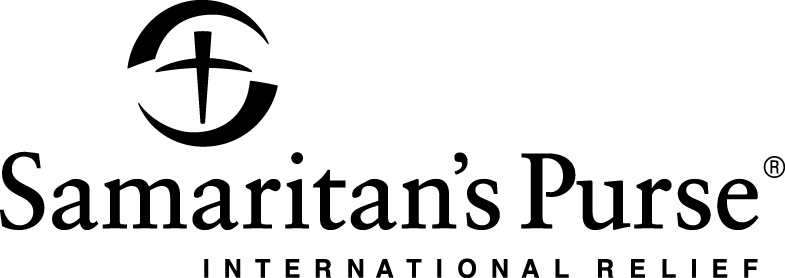 Samaritan's Purse®
INTERNATIONAL RELIEF